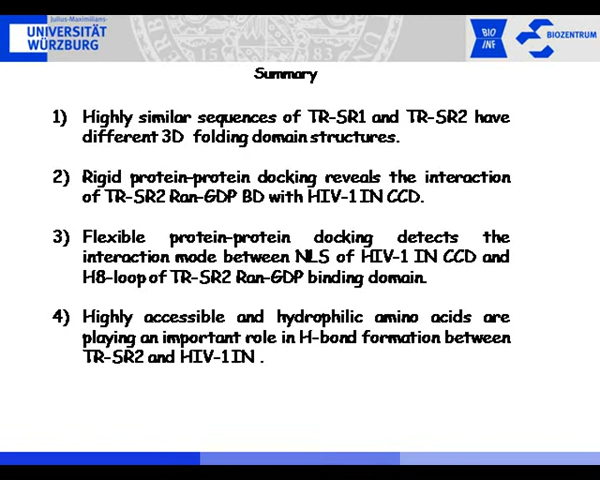 Julius-Maximilians-
UNIVERSITÄT
WÜRZBURG
1583
BIO
INF
BIOZENTRUM
Summary
1) Highly similar sequences of TR-SR1 and TR-SR2 have
different 3D folding domain structures.
2) Rigid protein-protein docking reveals the interaction
of TR-SR2 Ran-GDP BD with HIV-1 IN CCD.
3) Flexible protein-protein docking detects the
interaction mode between NLS of HIV-1 IN CCD and
H8-loop of TR-SR2 Ran-GDP binding domain.
4) Highly accessible and hydrophilic amino acids are
playing an important role in H-bond formation between
TR-SR2 and HIV-1 IN .